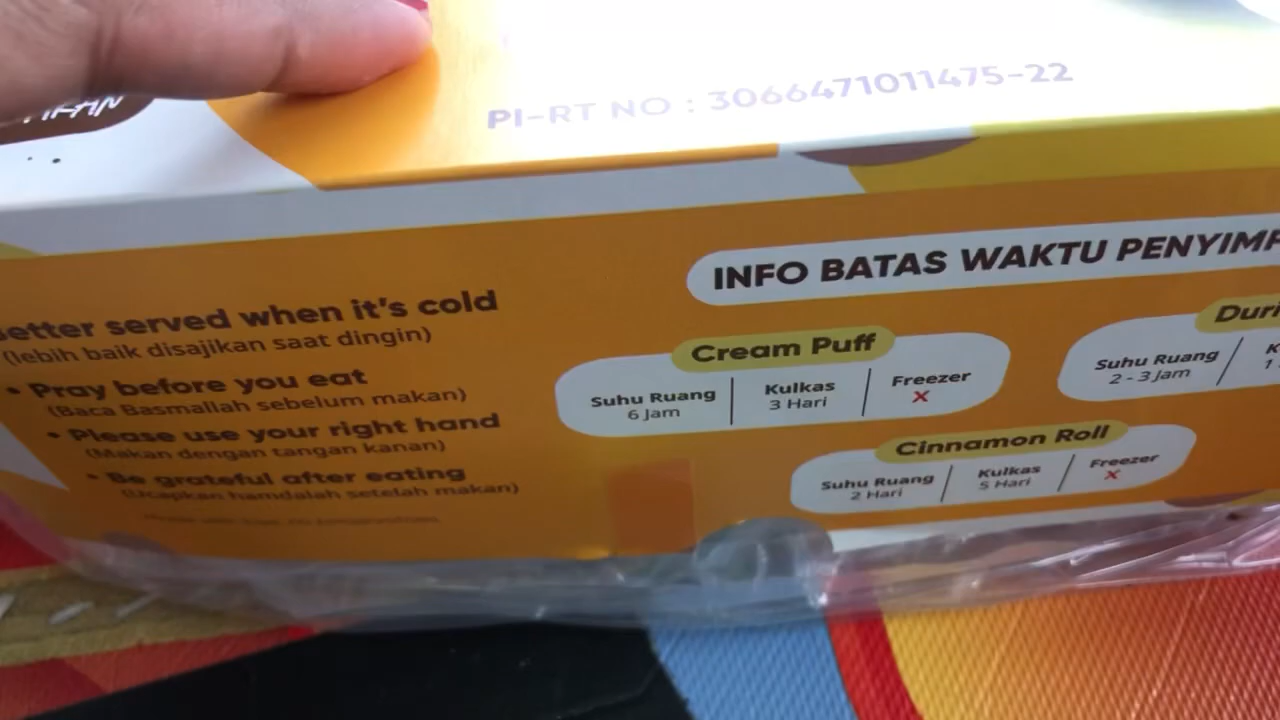 PI-RT NO : 3066471011475-22
Better served when it's cold
(lebih baik disajikan saat dingin)
• Pray before you eat
(Baca Basmallah sebelum makan)
• Please use your right hand
(Makan dengan tangan kanan)
• Be grateful after eating
(Ucapkan hamdalah setelah makan)
INFO BATAS WAKTU
Cream Puff
Suhu Ruang
6 Jam
Kulkas
3 Hari
Freezer
X
Suhu Ruang
2 - 3 Jam
Cinnamon Roll
Suhu Ruang
2 Hari
Kulkas
5 Hari
Freezer
X